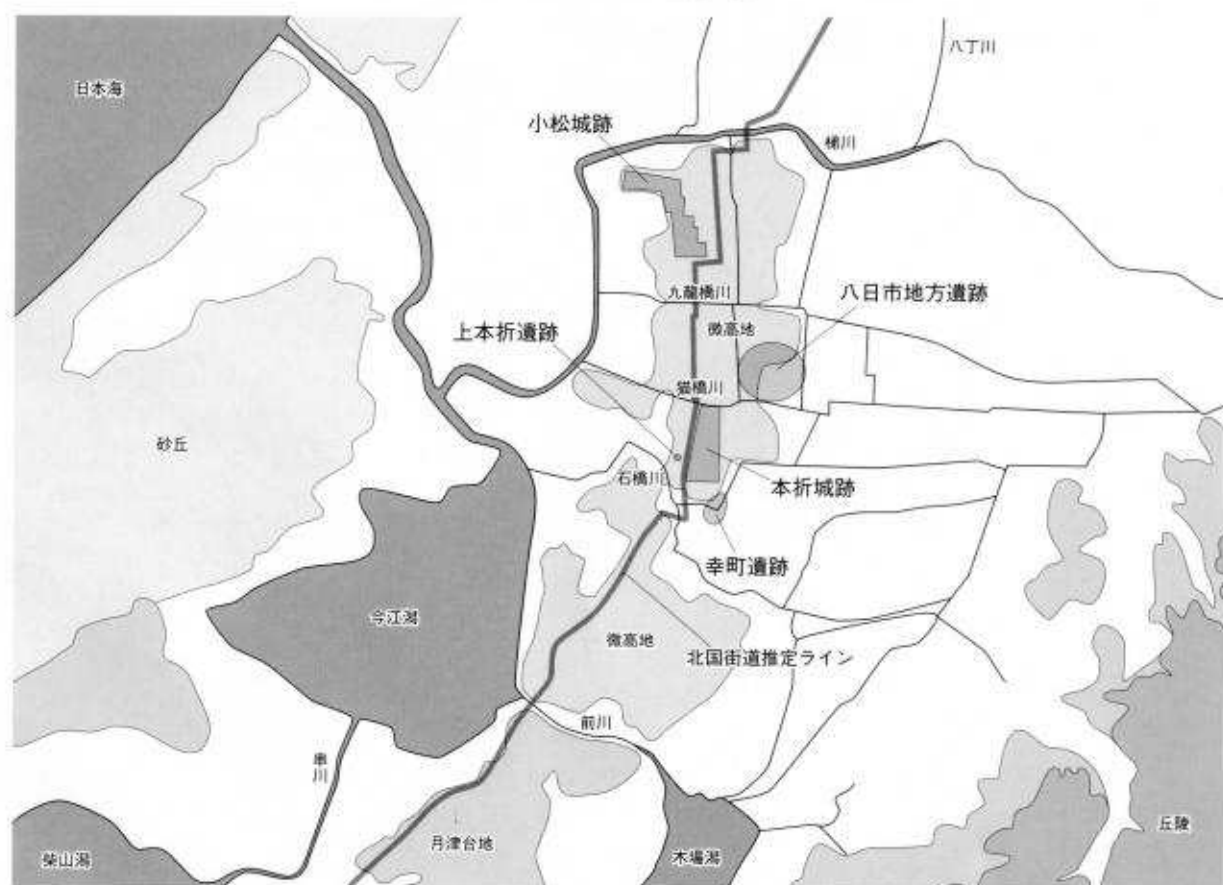 日本海
八丁川
小松城跡
梯川
九龍橋川
八日市地方遺跡
微高地
上本折遺跡
猫橋川
砂丘
石橋川
本折城跡
幸町遺跡
今江潟
微高地
北国街道推定ライン
前川
串川
月津台地
柴山潟
木場潟
丘陵